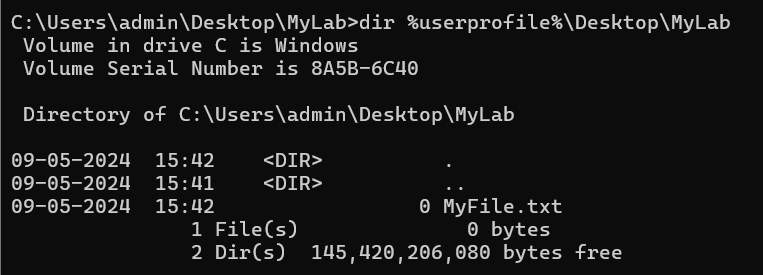 C:\Users\admin\Desktop\MyLab>dir %userprofile%\Desktop\MyLab
Volume in drive C is Windows
Volume Serial Number is 8A5B-6C40
Directory of C:\Users\admin\Desktop\MyLab
09-05-2024  15:42    <DIR>          .
09-05-2024  15:41    <DIR>          ..
09-05-2024  15:42                 0 MyFile.txt
1 File(s)              0 bytes
2 Dir(s)  145,420,206,080 bytes free